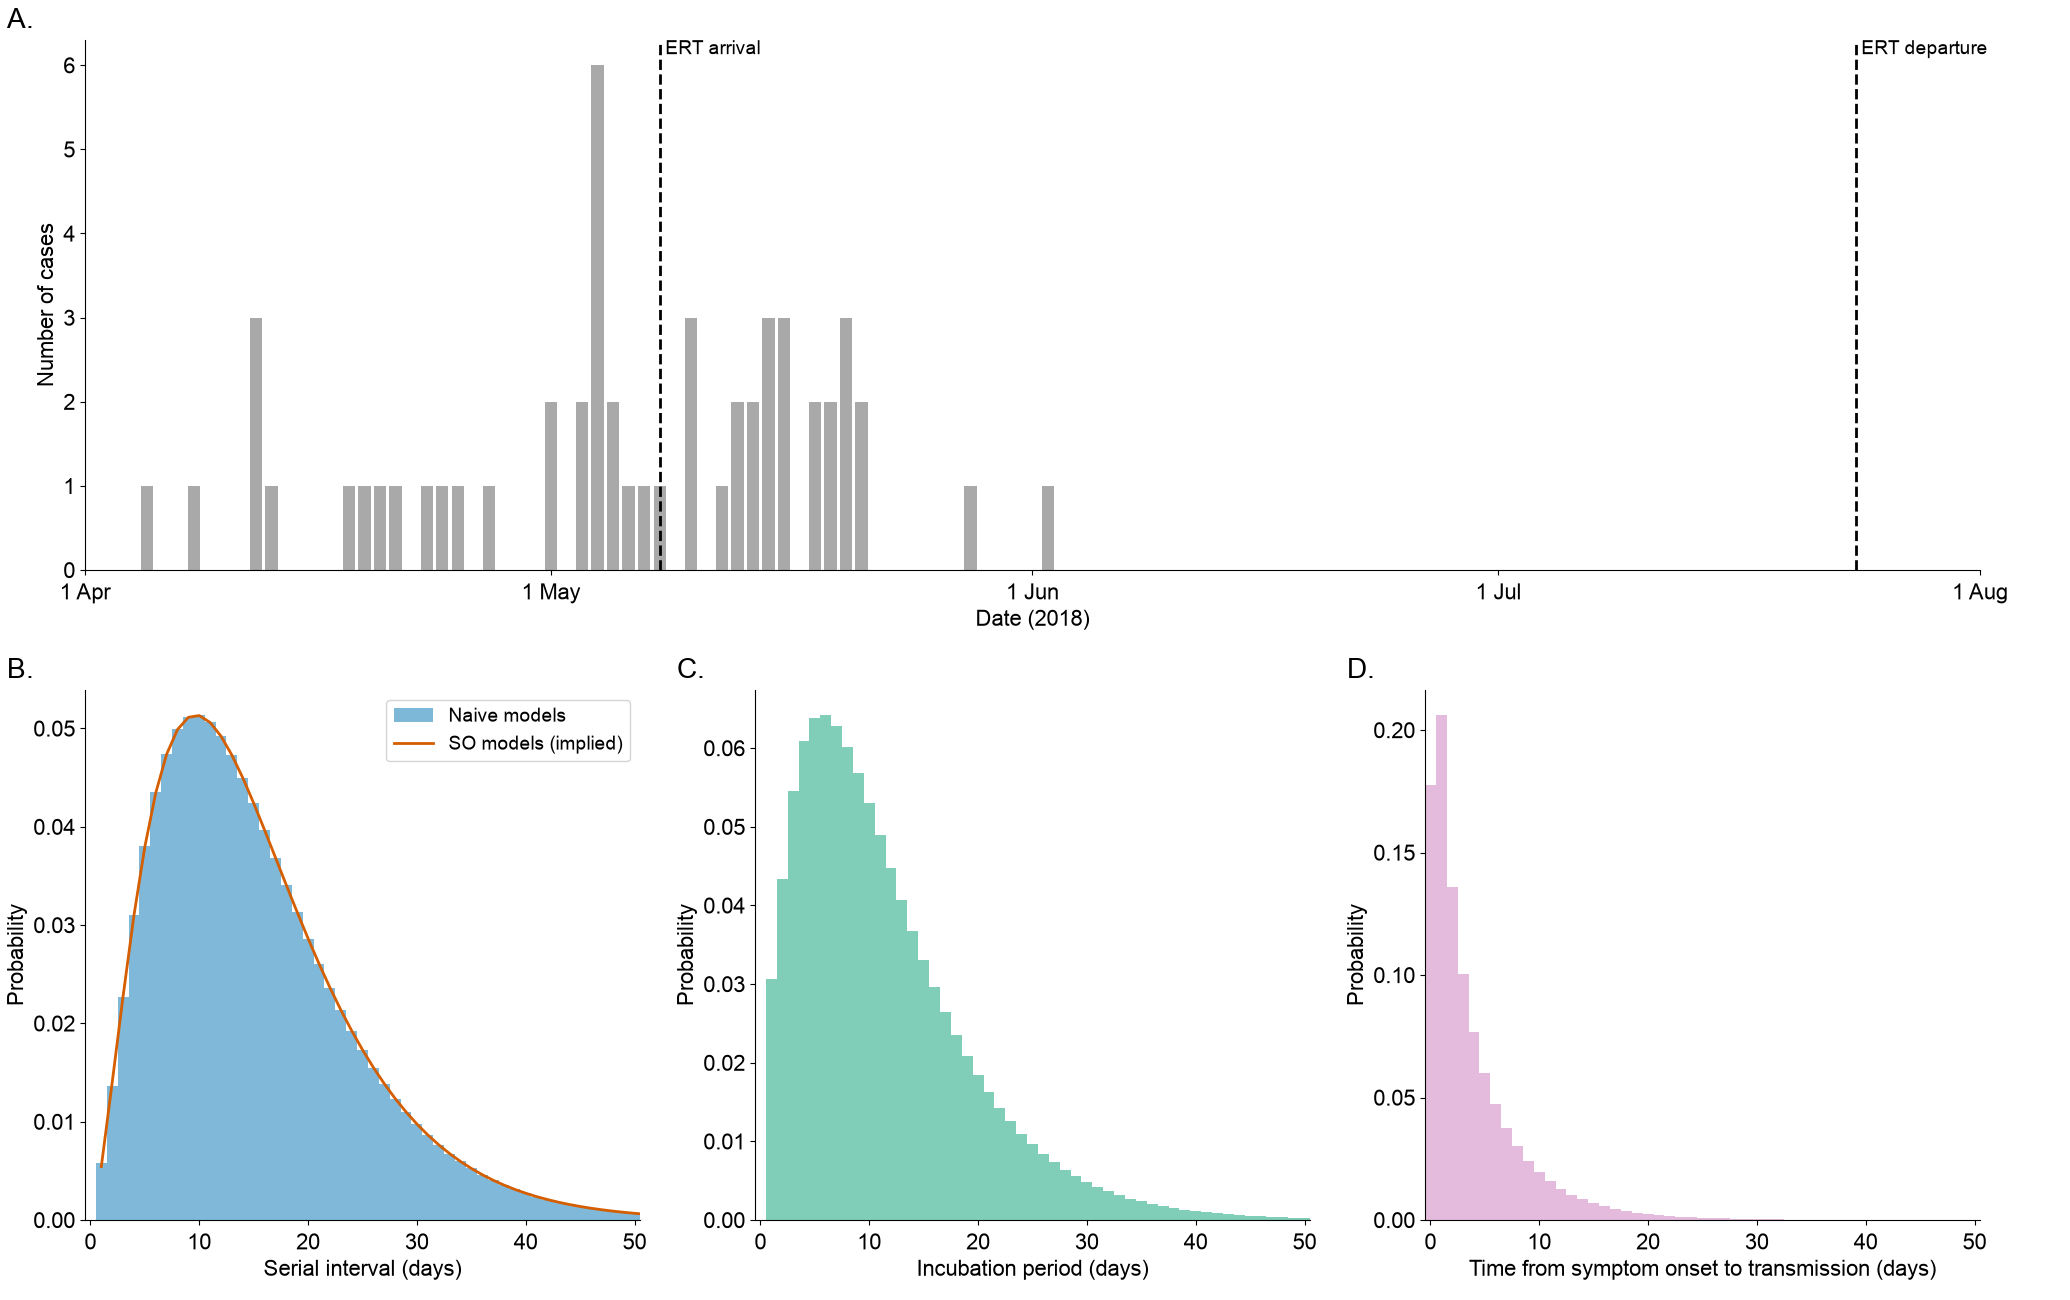 A.
ERT arrival
ERT departure
6
5
4
3
2
1
0
Number of cases
1 Apr
1 May
1 Jun
1 Jul
1 Aug
Date (2018)
B.
Naive models
SO models (implied)
0.05
0.04
0.03
0.02
0.01
0.00
Probability
0
10
20
30
40
50
Serial interval (days)
C.
0.06
0.05
0.04
0.03
0.02
0.01
0.00
Probability
0
10
20
30
40
50
Incubation period (days)
D.
0.20
0.15
0.10
0.05
0.00
Probability
0
10
20
30
40
50
Time from symptom onset to transmission (days)